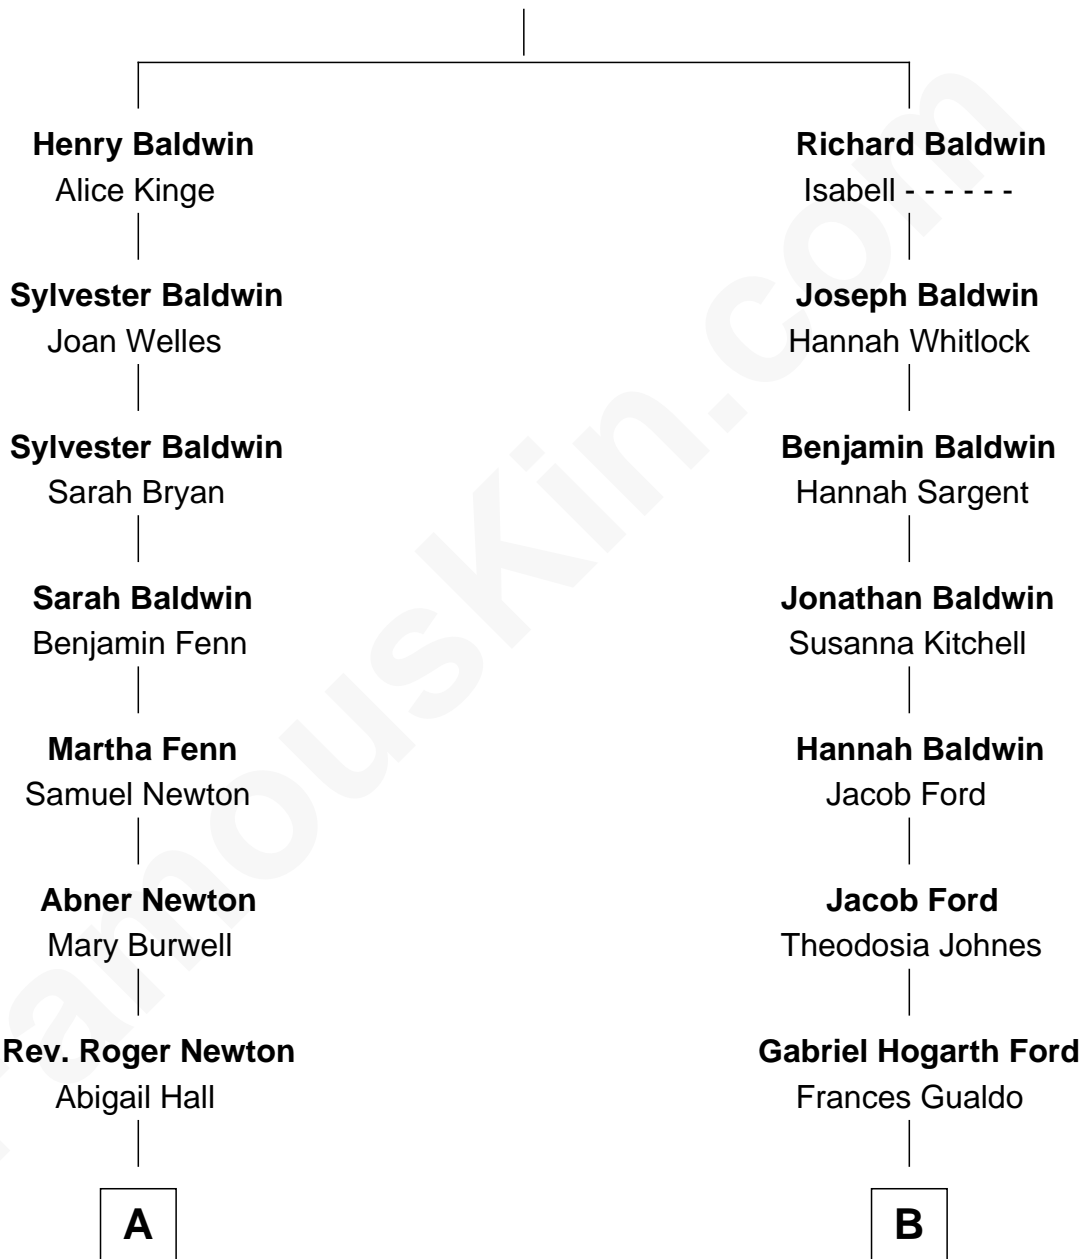 Henry Baldwin
Alice Kinge
Richard Baldwin
Isabell - - - - - -
Sylvester Baldwin
Joan Welles
Joseph Baldwin
Hannah Whitlock
Sylvester Baldwin
Sarah Bryan
Benjamin Baldwin
Hannah Sargent
Sarah Baldwin
Benjamin Fenn
Jonathan Baldwin
Susanna Kitchell
Martha Fenn
Samuel Newton
Hannah Baldwin
Jacob Ford
Abner Newton
Mary Burwell
Jacob Ford
Theodosia Johnes
Rev. Roger Newton
Abigail Hall
Gabriel Hogarth Ford
Frances Gualdo
A
B
FamousKin.com